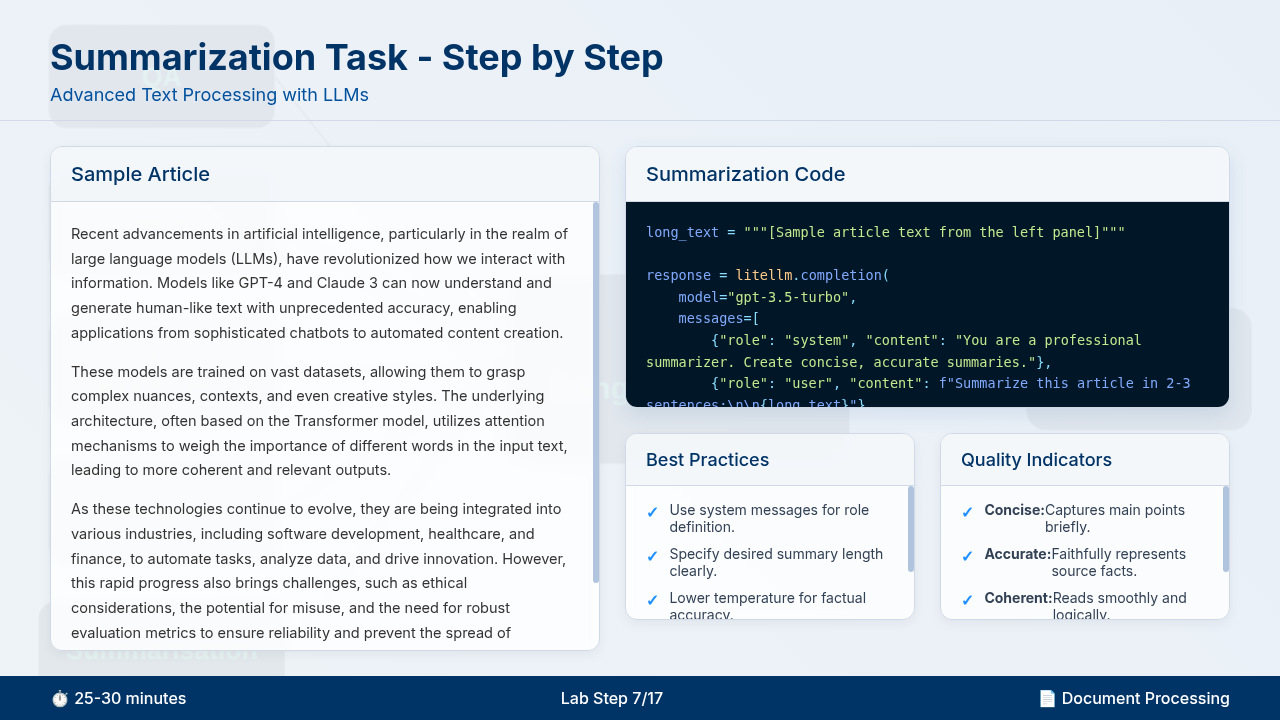 Summarization Task - Step by Step
Advanced Text Processing with LLMs
QA
Sample Article
Recent advancements in artificial intelligence, particularly in the realm of
large language models (LLMs), have revolutionized how we interact with
information. Models like GPT-4 and Claude 3 can now understand and
generate human-like text with unprecedented accuracy, enabling
applications from sophisticated chatbots to automated content creation.
These models are trained on vast datasets, allowing them to grasp
complex nuances, contexts, and even creative styles. The underlying
architecture, often based on the Transformer model, utilizes attention
mechanisms to weigh the importance of different words in the input text,
leading to more coherent and relevant outputs.
As these technologies continue to evolve, they are being integrated into
various industries, including software development, healthcare, and
finance, to automate tasks, analyze data, and drive innovation. However,
this rapid progress also brings challenges, such as ethical
considerations, the potential for misuse, and the need for robust
evaluation metrics to ensure reliability and prevent the spread of
Summarisation
Summarization Code
long_text = """[Sample article text from the left panel]"""
response = litellm.completion(
model="gpt-3.5-turbo",
messages=[
{"role": "system", "content": "You are a professional
summarizer. Create concise, accurate summaries."},
{"role": "user", "content": f"Summarize this article in 2-3
sentences:\n\n{long_text}"}
Best Practices
✓ Use system messages for role
definition.
✓ Specify desired summary length
clearly.
✓ Lower temperature for factual
accuracy.
Quality Indicators
✓ Concise:Captures main points
briefly.
✓ Accurate:Faithfully represents
source facts.
✓ Coherent:Reads smoothly and
logically.
⏱️ 25-30 minutes
Lab Step 7/17
📄 Document Processing